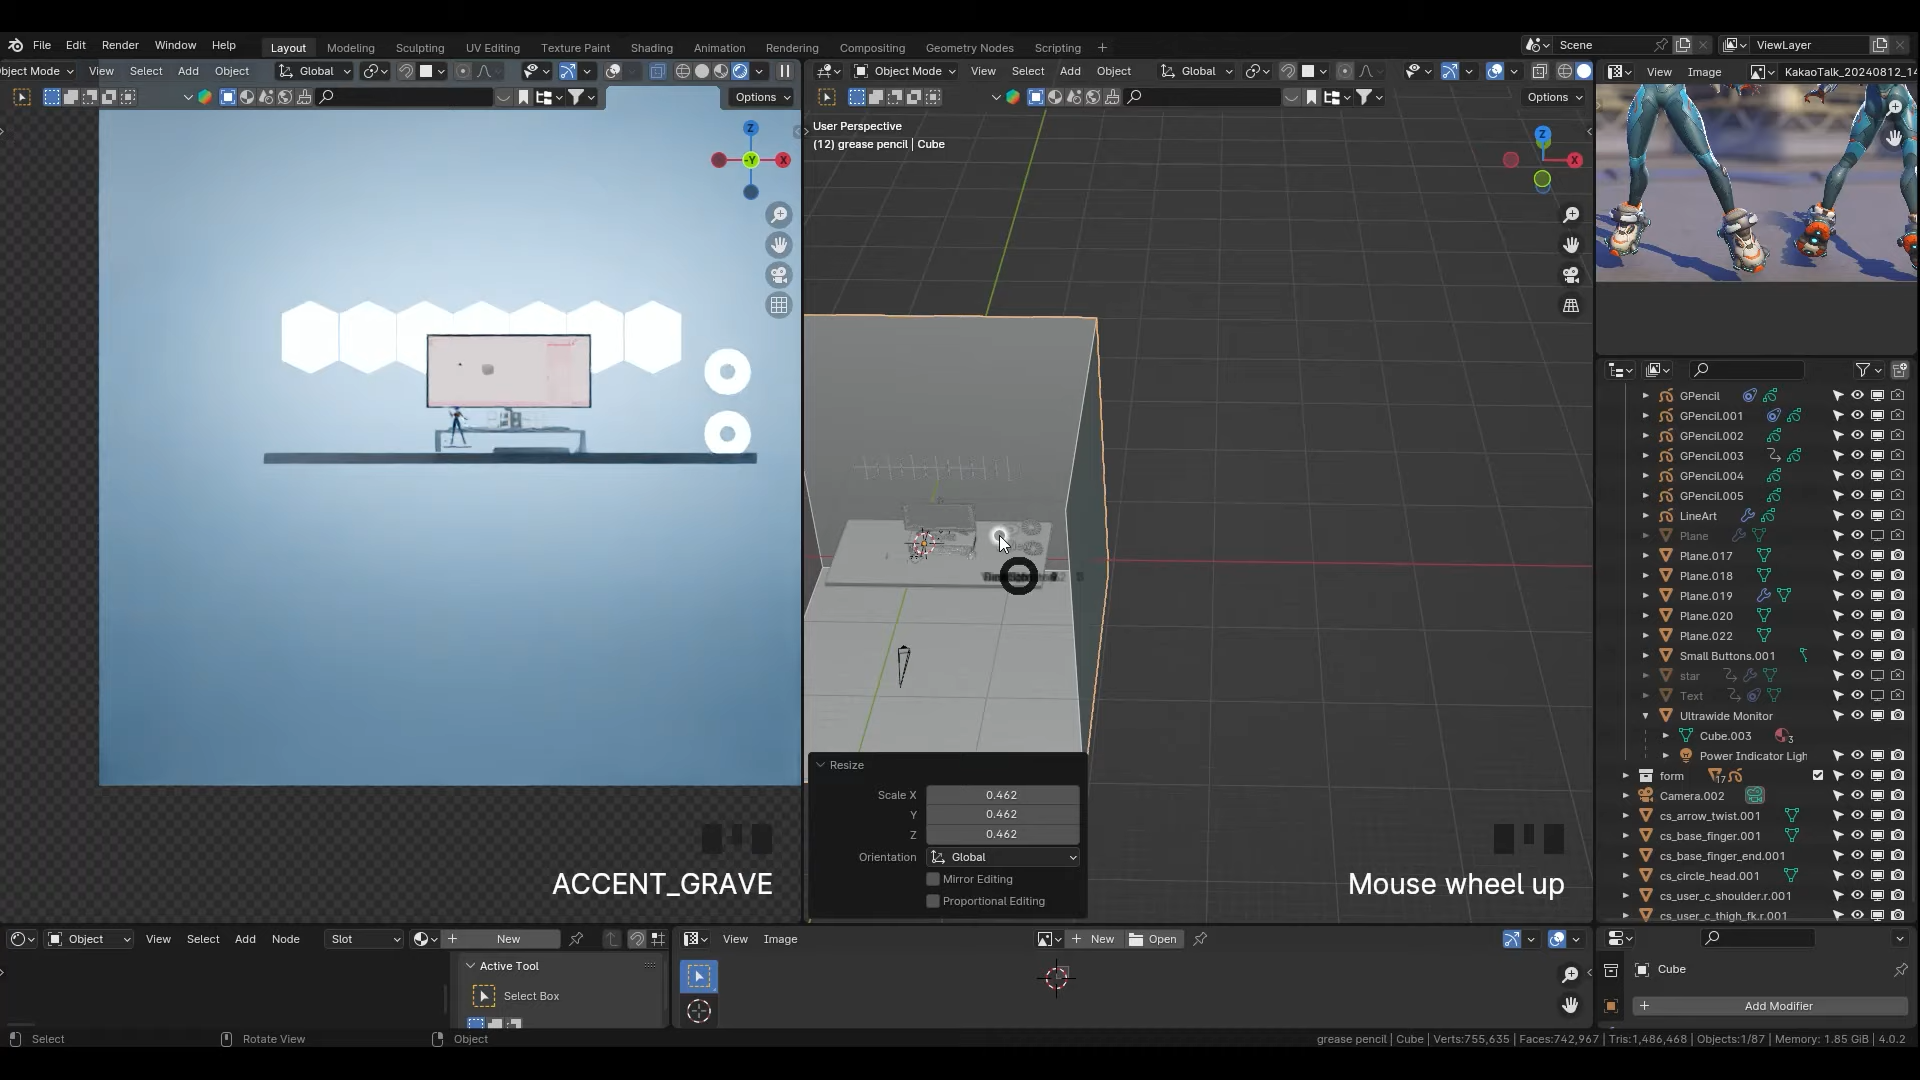 File Edit Render Window Help Layout Modeling Sculpting UV Editing Texture Paint Shading Animation Rendering Compositing Geometry Nodes Scripting + Scene ViewLayer
bject Mode View Select Add Object Global
Options
Object Mode View Select Add Object Global
Options
View Image KakaoTalk_20240812_14
User Perspective
(12) grease pencil | Cube
Z
-Y
X
Z
X
GPencil
GPencil.001
GPencil.002
GPencil.003
GPencil.004
GPencil.005
LineArt
Plane
Plane.017
Plane.018
Plane.019
Plane.020
Plane.022
Small Buttons.001
star
Text
Ultrawide Monitor
Cube.003 3
Power Indicator Ligh
form 17
Camera.002
cs_arrow_twist.001
cs_base_finger.001
cs_base_finger_end.001
cs_circle_head.001
cs_user_c_shoulder.r.001
cs_user_c_thigh_fk.r.001
Resize
Scale X 0.462
Y 0.462
Z 0.462
Orientation Global
Mirror Editing
Proportional Editing
ACCENT_GRAVE
Mouse wheel up
Object View Select Add Node Slot New
View Image New Open
Active Tool
Select Box
Cube
Add Modifier
Select Rotate View Object
grease pencil | Cube | Verts:755,635 | Faces:742,967 | Tris:1,486,468 | Objects:1/87 | Memory: 1.85 GiB | 4.0.2